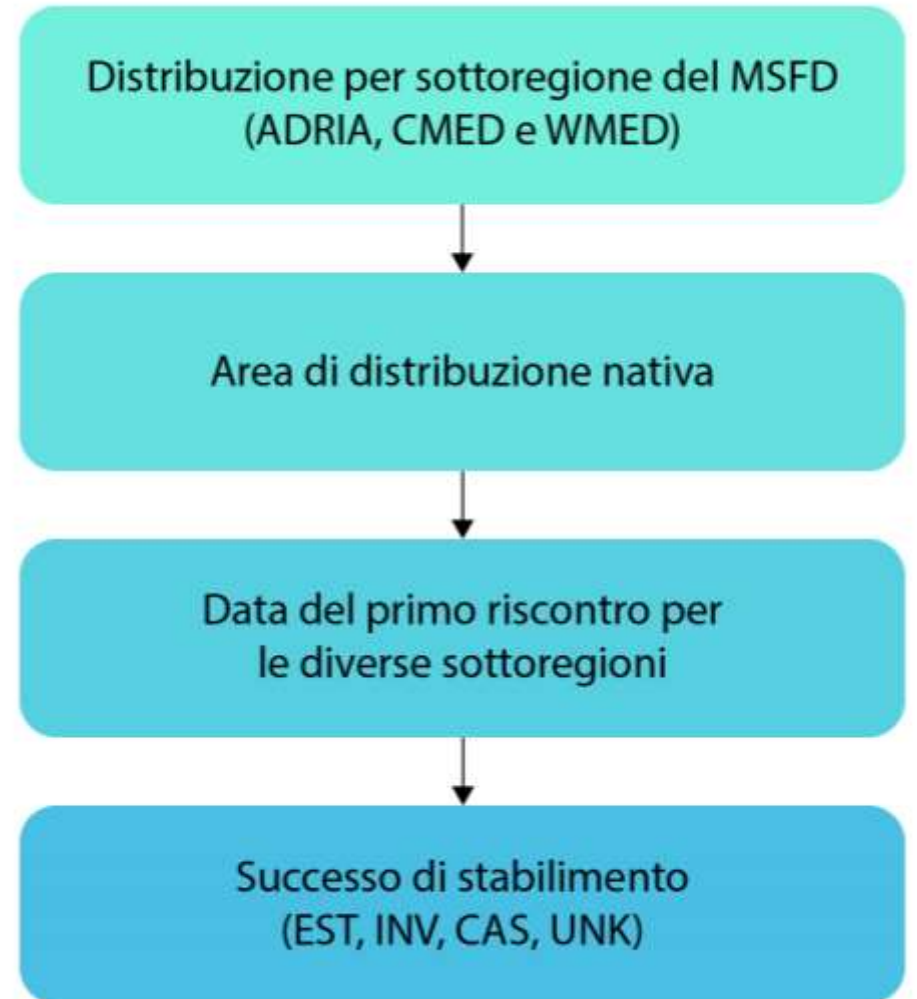 Distribuzione per sottoregione del MSFD
(ADRIA, CMED e WMED)
Area di distribuzione nativa
Data del primo riscontro per
le diverse sottoregioni
Successo di stabilimento
(EST, INV, CAS, UNK)